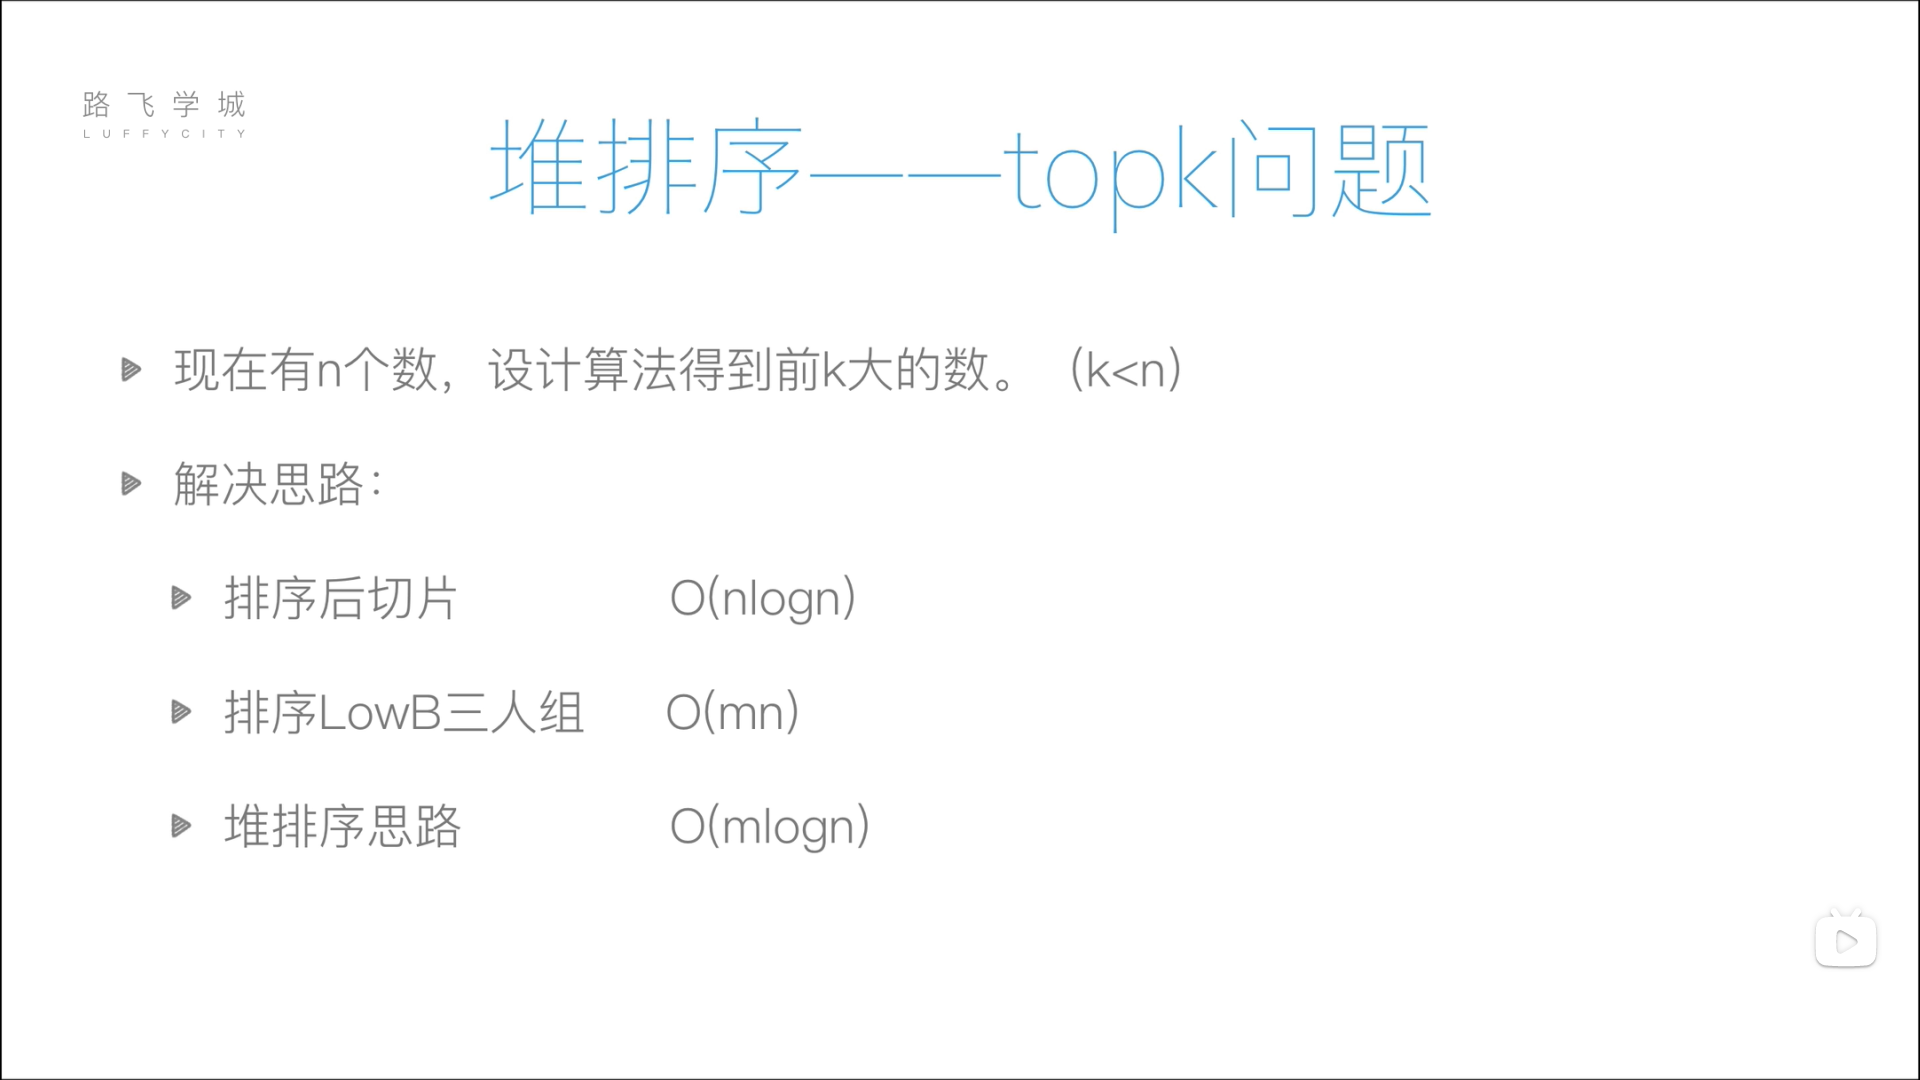 路飞学城
LUFFYCITY
堆排序——topk问题
现在有n个数，设计算法得到前k大的数。（k<n）
解决思路：
排序后切片 O(nlogn)
排序LowB三人组 O(mn)
堆排序思路 O(mlogn)